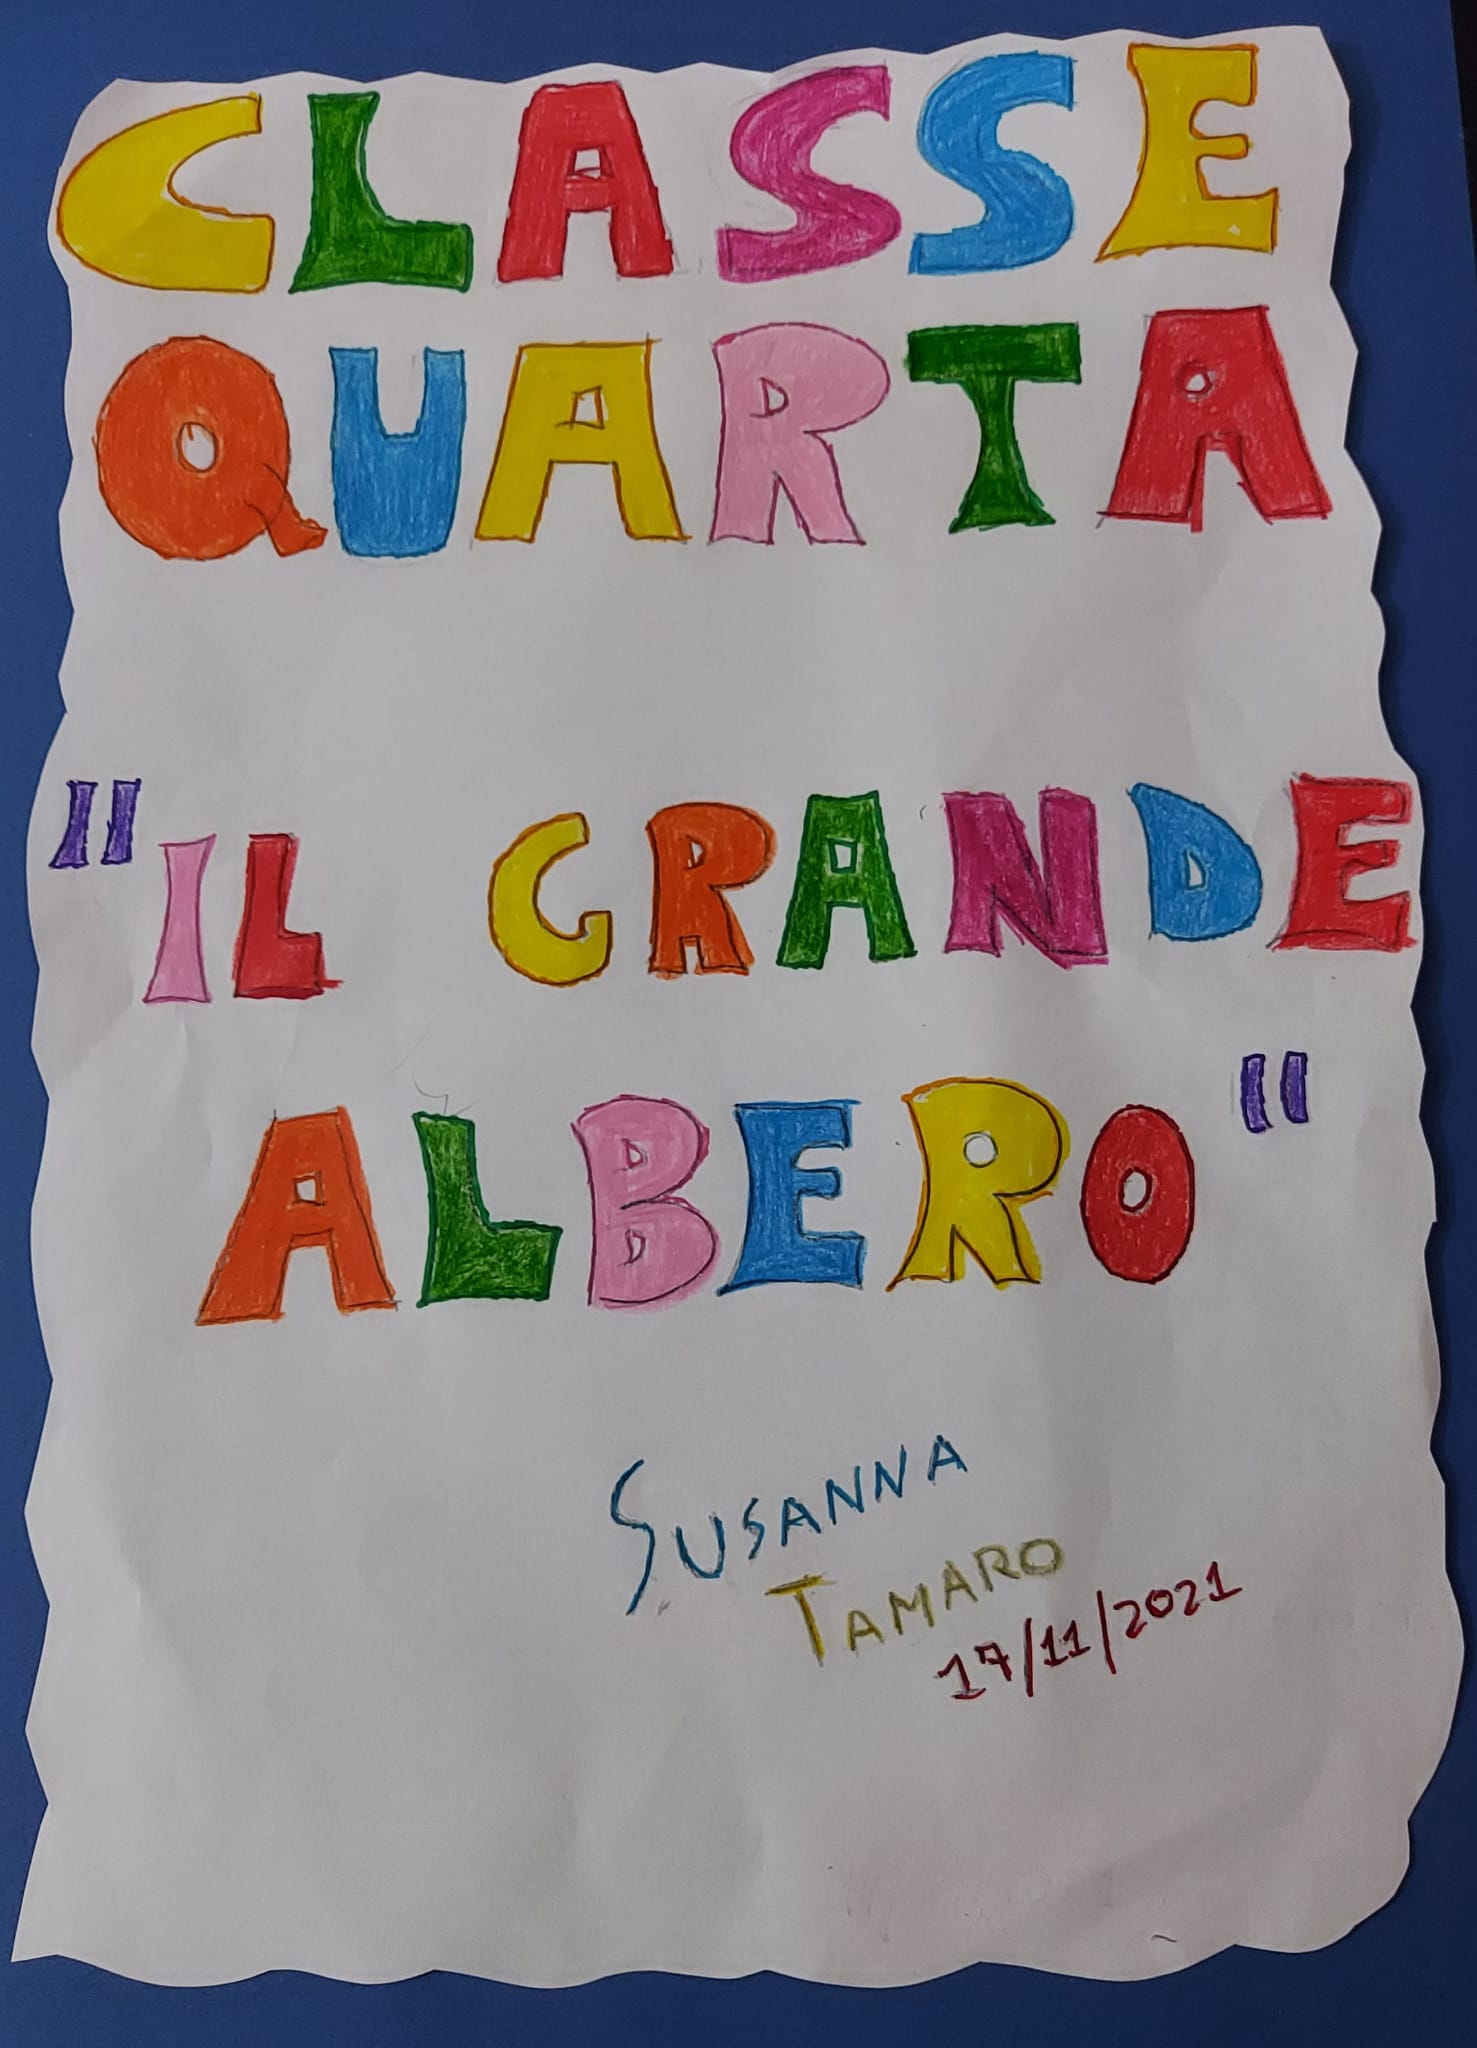 CLASSE
QUARTA
"IL GRANDE
ALBERO"
SUSANNA
TAMARO
17/11/2021